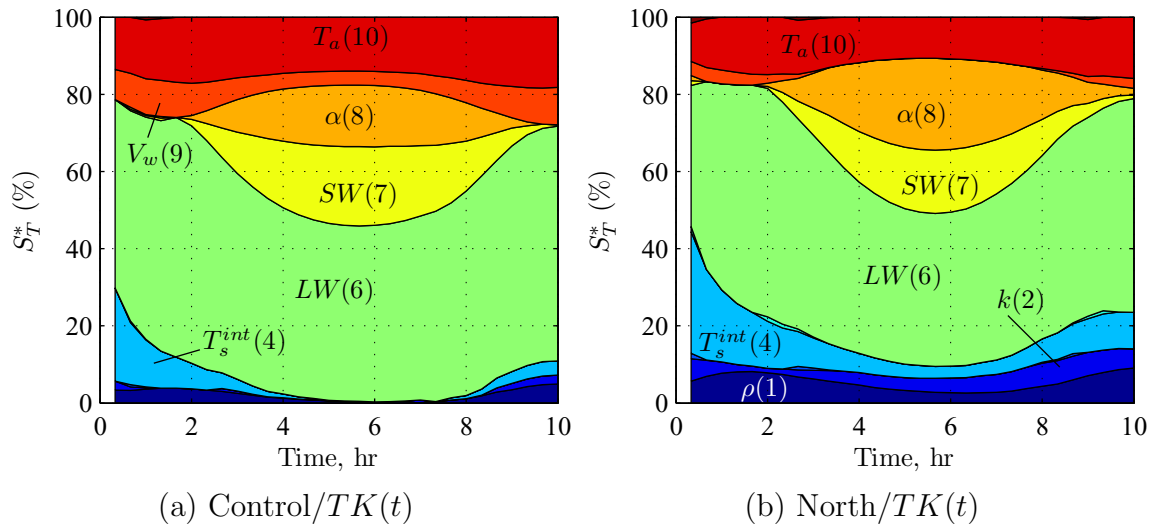 100
80
60
40
20
0
S*_T (%)
T_a(10)
α(8)
V_w(9)
SW(7)
LW(6)
T_s^{int}(4)
0 2 4 6 8 10
Time, hr
(a) Control/TK(t)
100
80
60
40
20
0
S*_T (%)
T_a(10)
α(8)
SW(7)
LW(6)
k(2)
T_s^{int}(4)
ρ(1)
0 2 4 6 8 10
Time, hr
(b) North/TK(t)